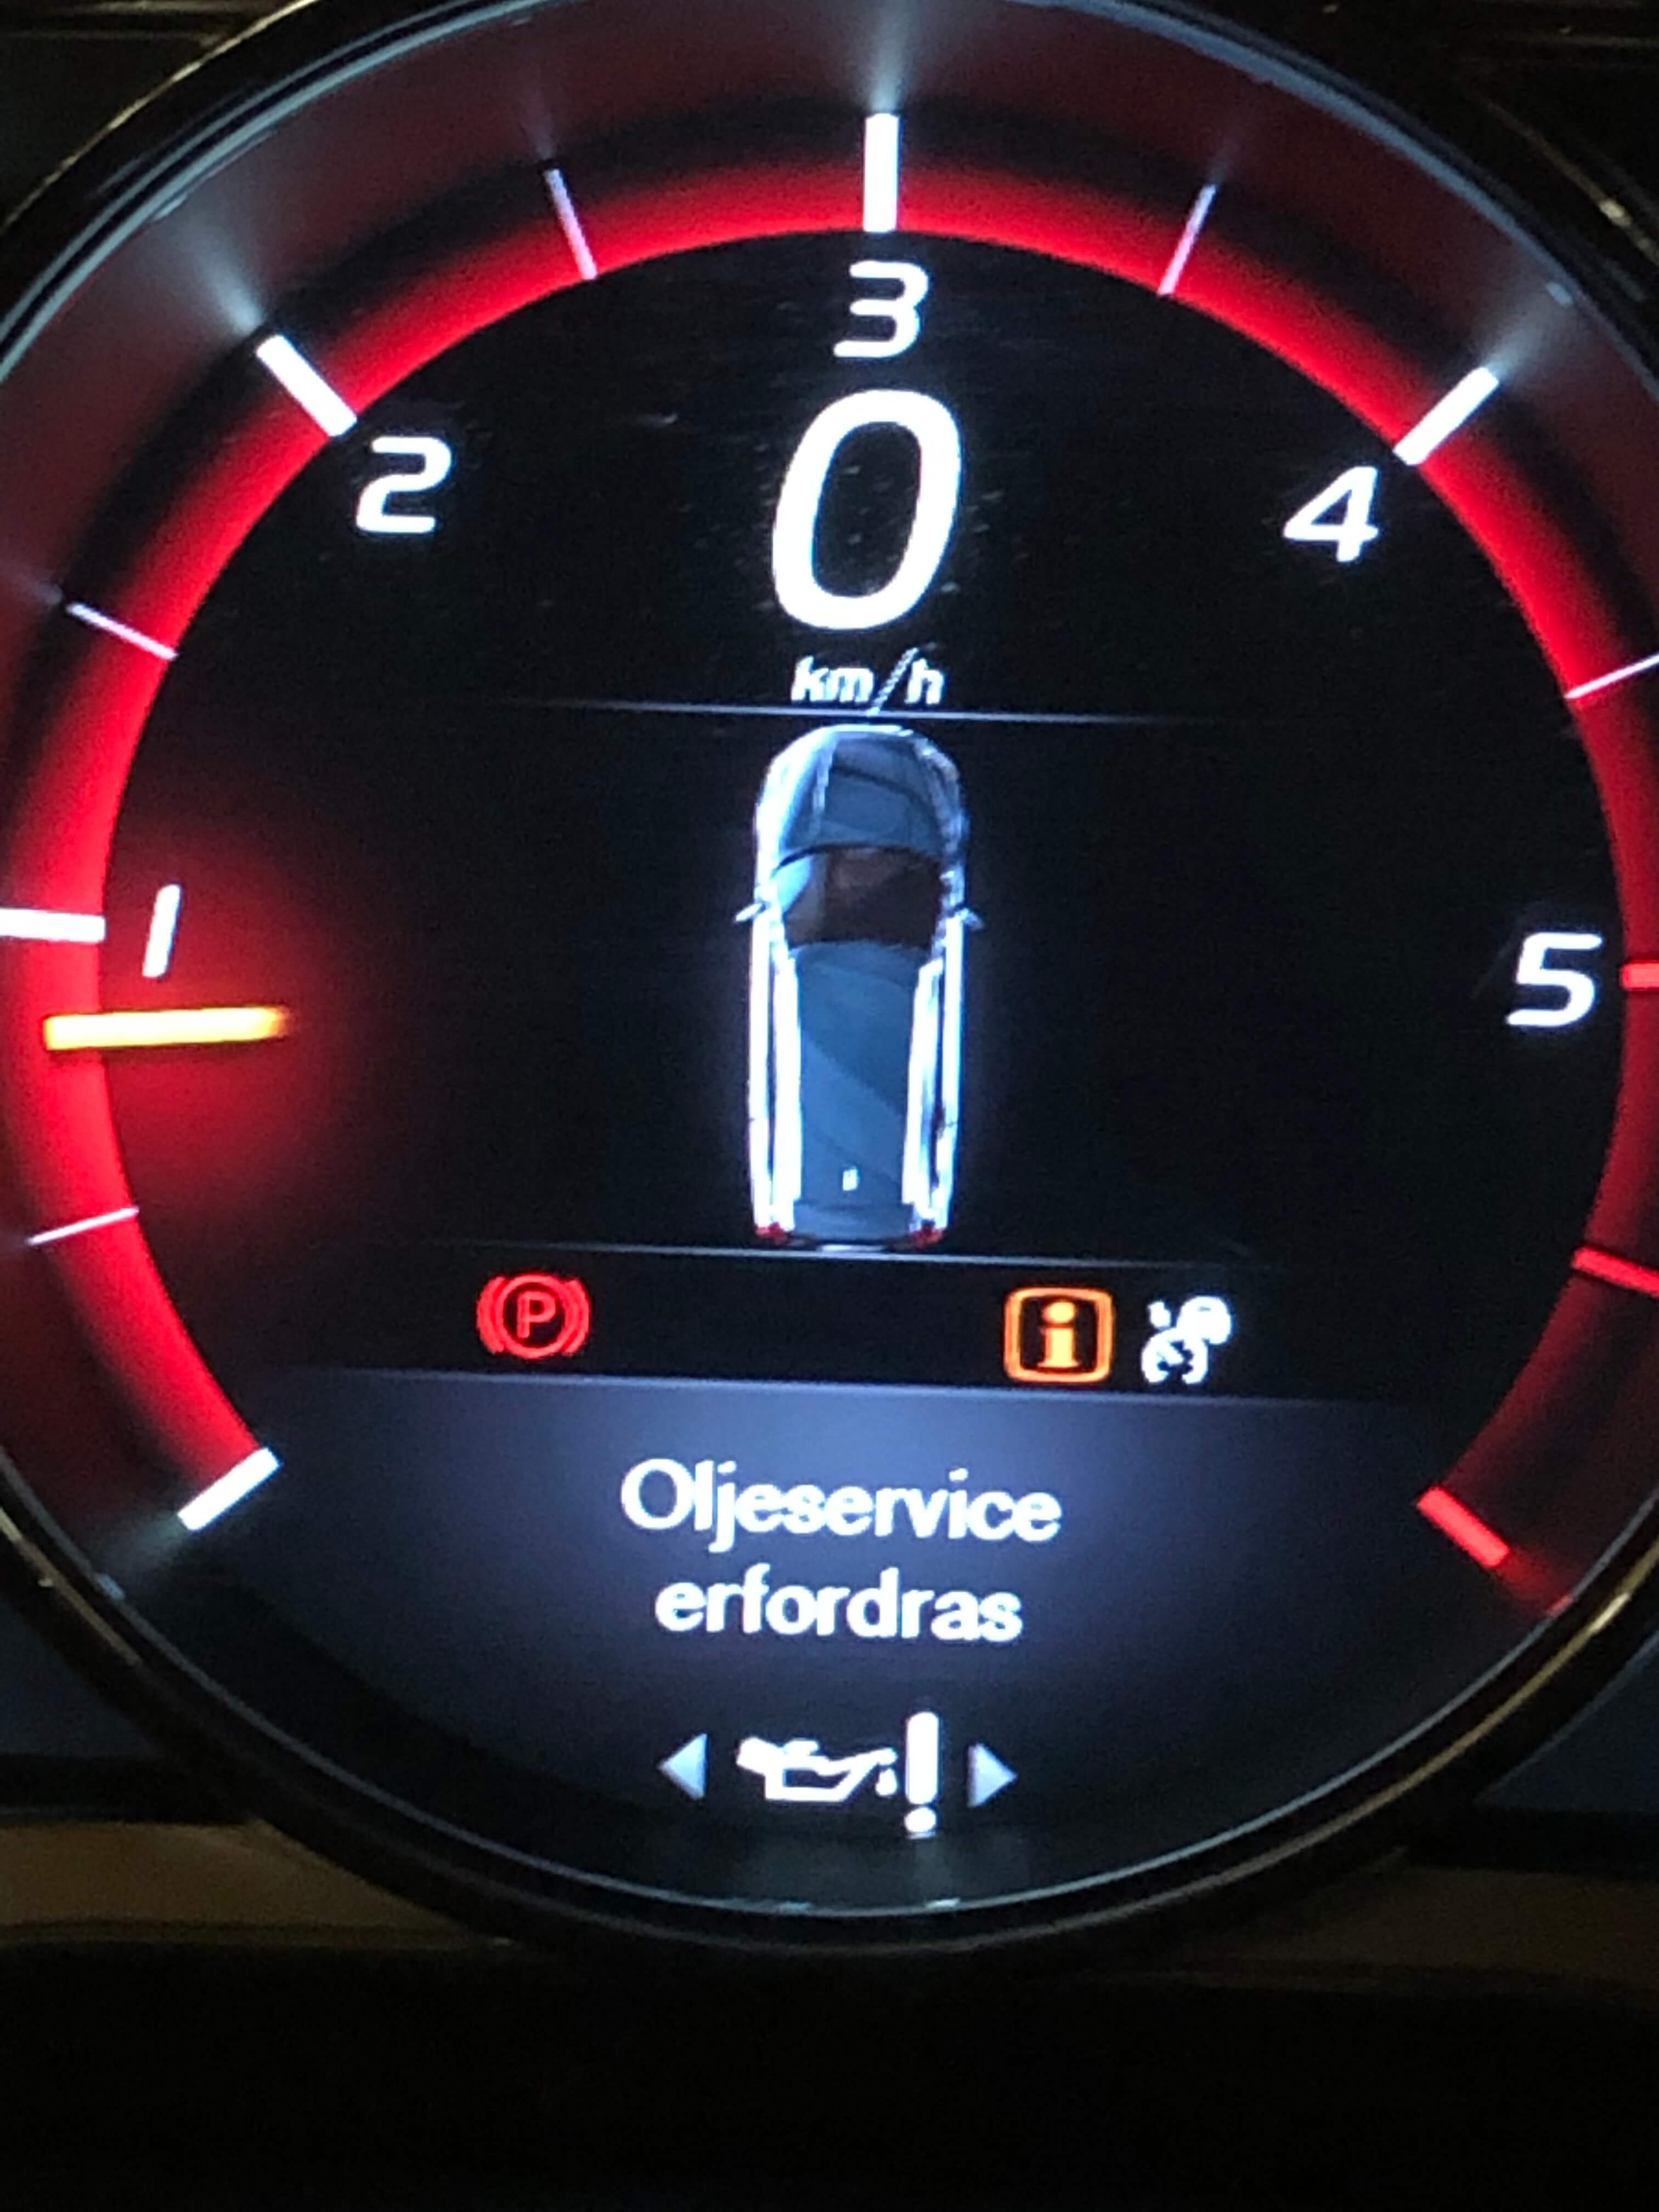 3
2
4
0
km/h
1
5
P
i
Oljeservice
erfordras